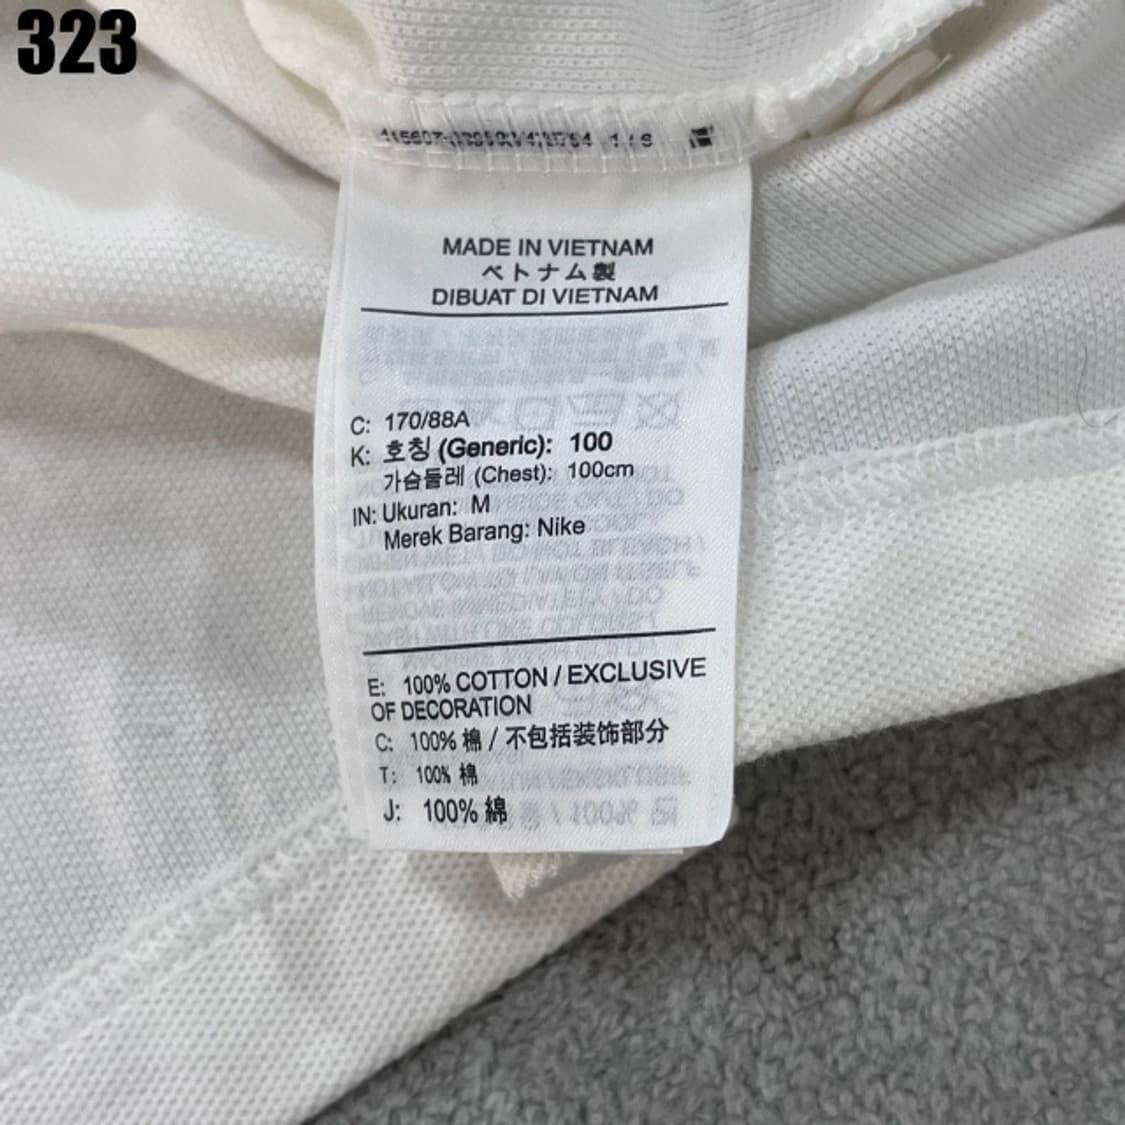 323
MADE IN VIETNAM
ベトナム製
DIBUAT DI VIETNAM
C: 170/88A
K: 호칭 (Generic): 100
가슴둘레 (Chest): 100cm
IN: Ukuran: M
Merek Barang: Nike
E: 100% COTTON / EXCLUSIVE
OF DECORATION
C: 100% 棉 / 不包括装饰部分
T: 100% 棉
J: 100% 綿